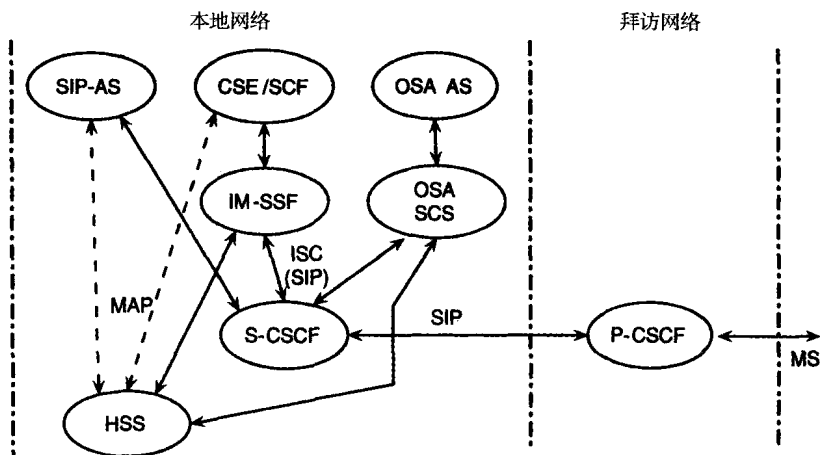 本地网络
拜访网络
SIP-AS
CSE/SCF
OSA AS
IM-SSF
OSA
SCS
ISC
(SIP)
MAP
S-CSCF
SIP
P-CSCF
MS
HSS